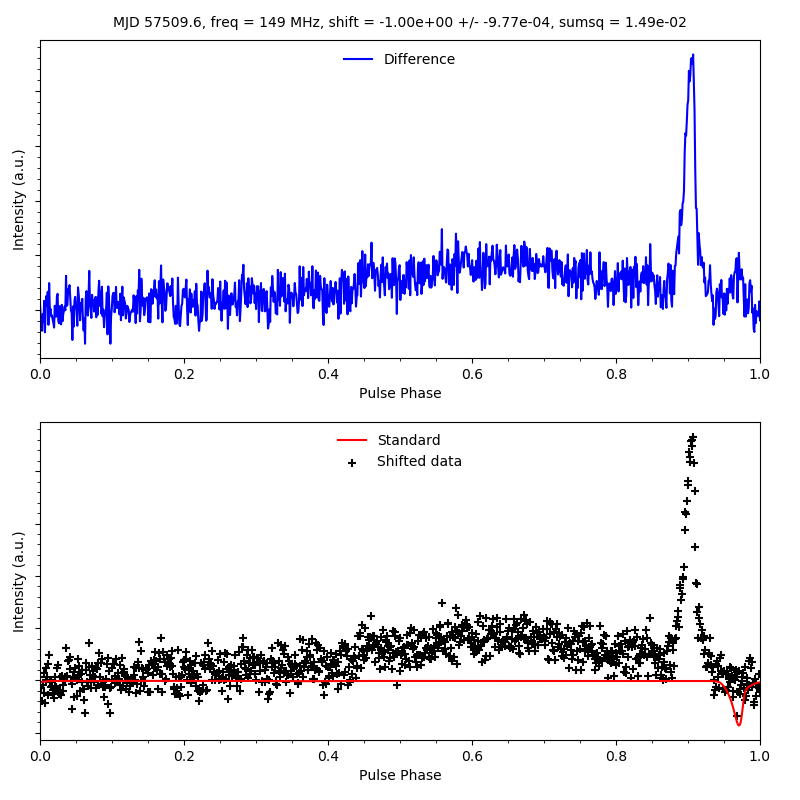 MJD 57509.6, freq = 149 MHz, shift = -1.00e+00 +/- -9.77e-04, sumsq = 1.49e-02
Difference
Intensity (a.u.)
0.0 0.2 0.4 0.6 0.8 1.0
Pulse Phase
Standard
Shifted data
Intensity (a.u.)
0.0 0.2 0.4 0.6 0.8 1.0
Pulse Phase